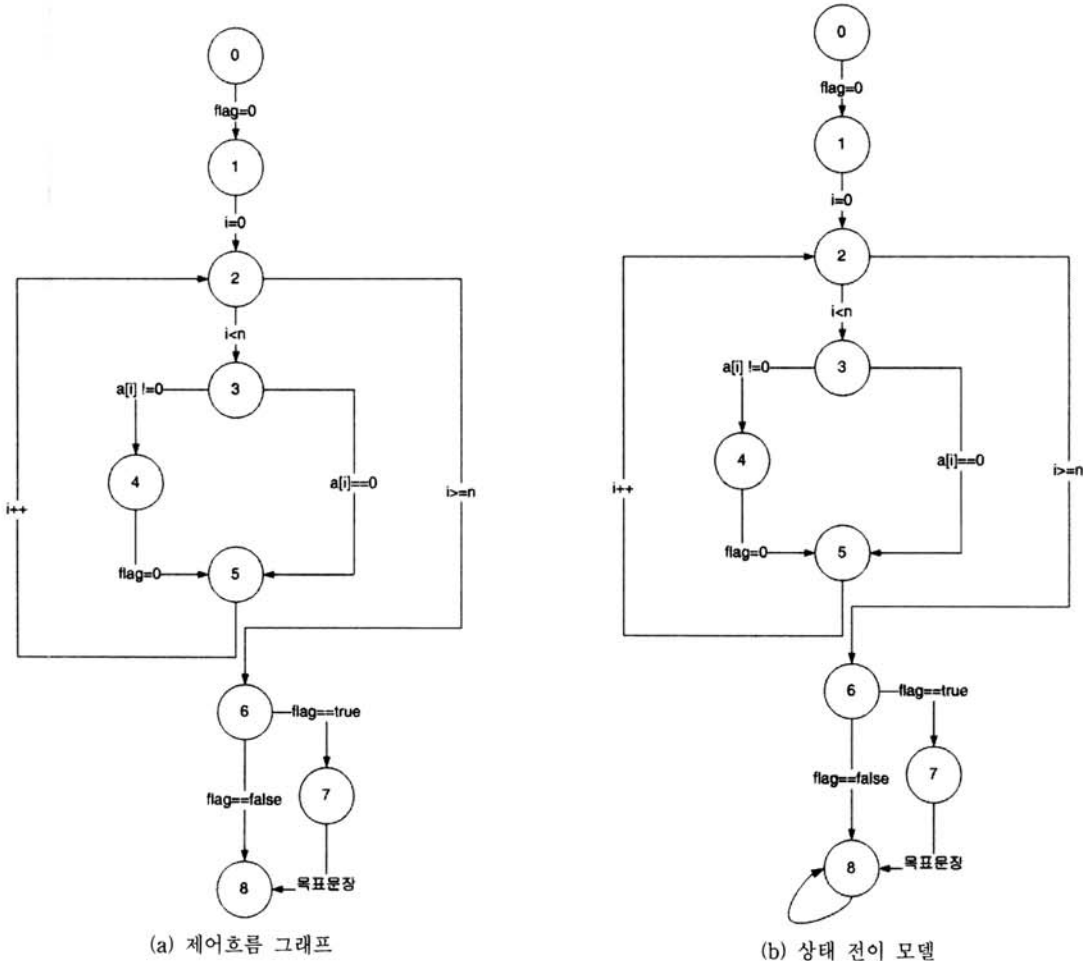 0
flag=0
1
i=0
2
i<n
3
a[i] !=0
4
a[i]==0
i>=n
i++
flag=0
5
6
flag==true
7
flag==false
목표문장
8
(a) 제어흐름 그래프
0
flag=0
1
i=0
2
i<n
3
a[i] !=0
4
a[i]==0
i>=n
i++
flag=0
5
6
flag==true
7
flag==false
목표문장
8
(b) 상태 전이 모델